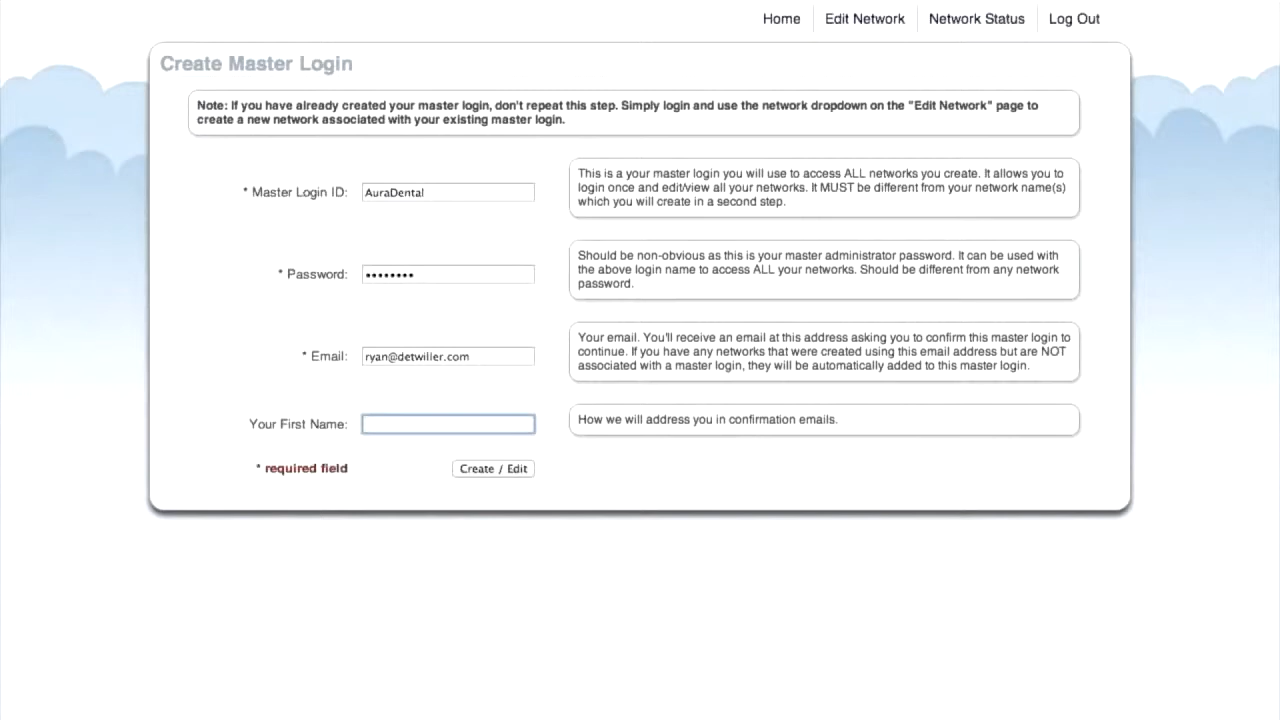 Home Edit Network Network Status Log Out
Create Master Login
Note: If you have already created your master login, don't repeat this step. Simply login and use the network dropdown on the "Edit Network" page to
create a new network associated with your existing master login.
* Master Login ID: AuraDental
This is a your master login you will use to access ALL networks you create. It allows you to
login once and edit/view all your networks. It MUST be different from your network name(s)
which you will create in a second step.
* Password: ••••••••
Should be non-obvious as this is your master administrator password. It can be used with
the above login name to access ALL your networks. Should be different from any network
password.
* Email: ryan@detwiller.com
Your email. You'll receive an email at this address asking you to confirm this master login to
continue. If you have any networks that were created using this email address but are NOT
associated with a master login, they will be automatically added to this master login.
Your First Name:
How we will address you in confirmation emails.
* required field
Create / Edit